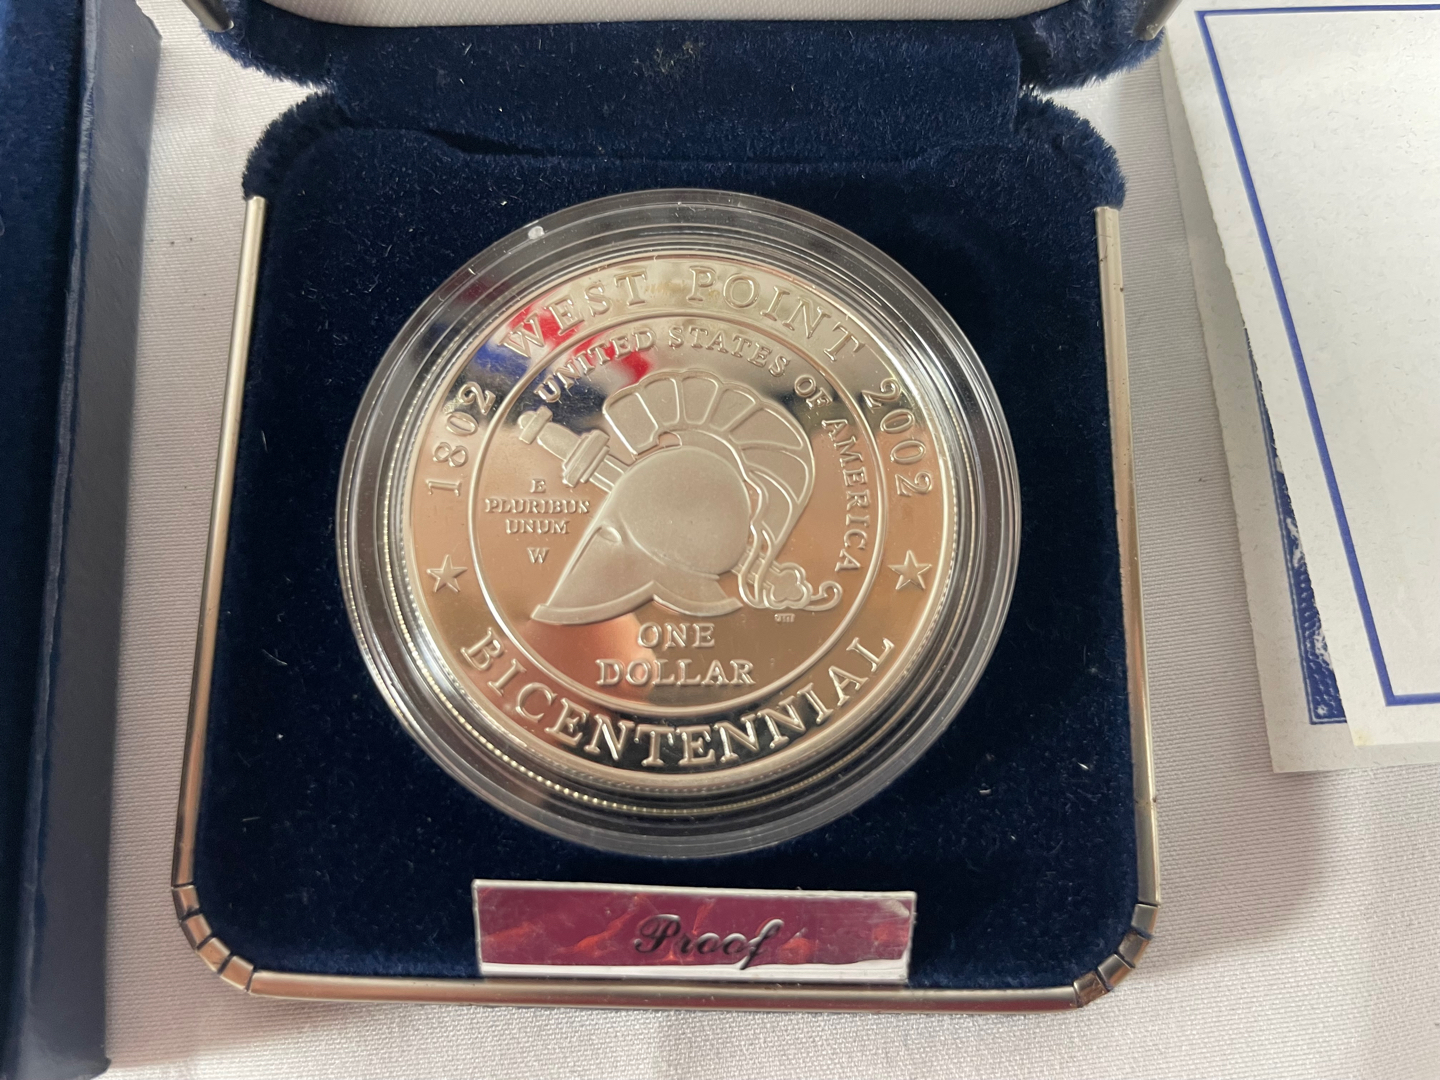 1802 WEST POINT 2002
UNITED STATES OF AMERICA
E
PLURIBUS
UNUM
W
ONE
DOLLAR
BICENTENNIAL
Proof